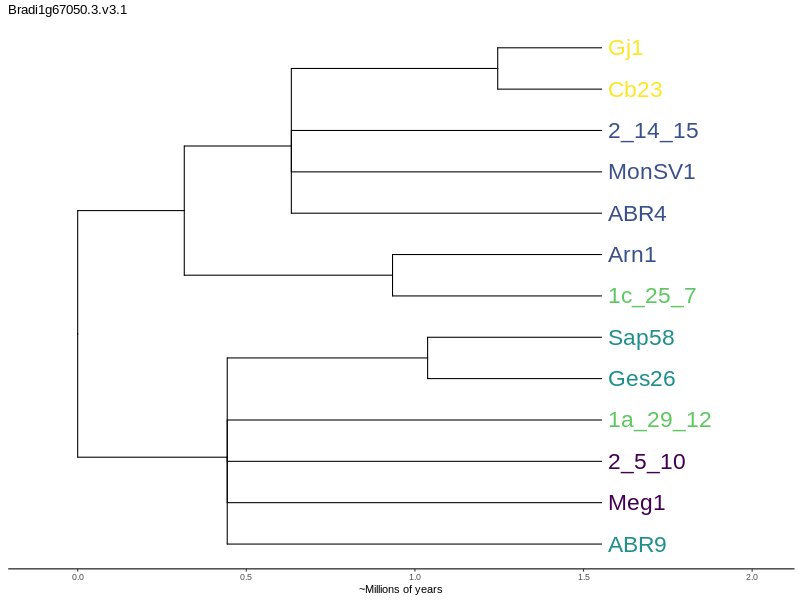 Bradi1g67050.3.v3.1
Gj1
Cb23
2_14_15
MonSV1
ABR4
Arn1
1c_25_7
Sap58
Ges26
1a_29_12
2_5_10
Meg1
ABR9
0.0 0.5 1.0 1.5 2.0
~Millions of years